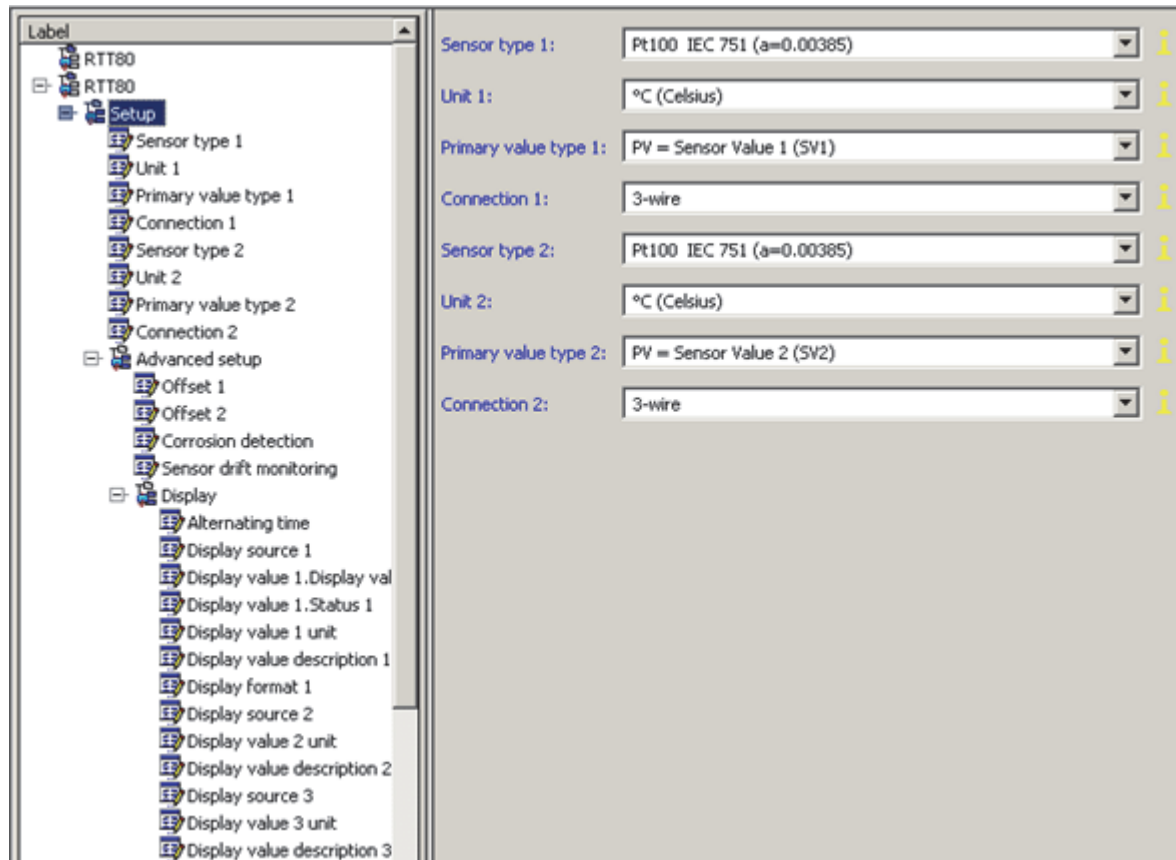 Label
RTT80
RTT80
Setup
Sensor type 1
Unit 1
Primary value type 1
Connection 1
Sensor type 2
Unit 2
Primary value type 2
Connection 2
Advanced setup
Offset 1
Offset 2
Corrosion detection
Sensor drift monitoring
Display
Alternating time
Display source 1
Display value 1.Display val
Display value 1.Status 1
Display value 1 unit
Display value description 1
Display format 1
Display source 2
Display value 2 unit
Display value description 2
Display source 3
Display value 3 unit
Display value description 3
Sensor type 1: Pt100 IEC 751 (a=0.00385)
Unit 1: °C (Celsius)
Primary value type 1: PV = Sensor Value 1 (SV1)
Connection 1: 3-wire
Sensor type 2: Pt100 IEC 751 (a=0.00385)
Unit 2: °C (Celsius)
Primary value type 2: PV = Sensor Value 2 (SV2)
Connection 2: 3-wire